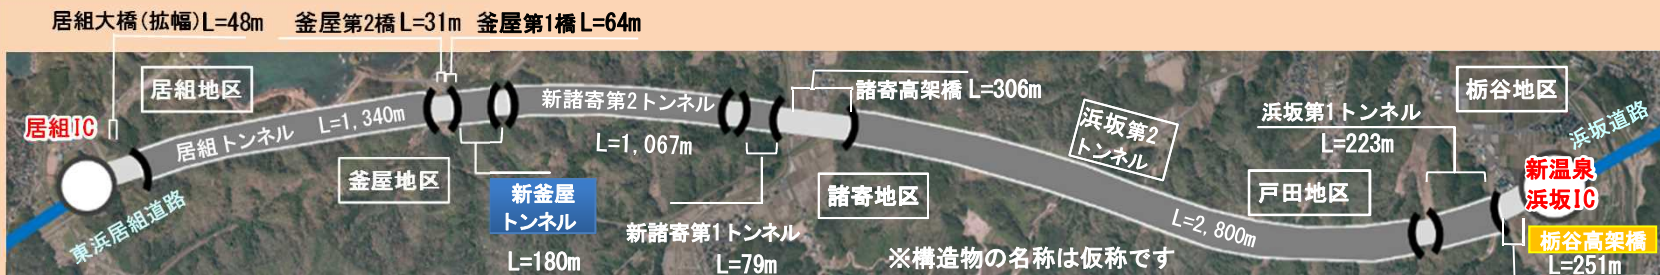 居組大橋(拡幅)L=48m 釜屋第2橋L=31m 釜屋第1橋L=64m
居組地区
居組IC
居組トンネル L=1,340m
東浜居組道路
釜屋地区
新釜屋
トンネル
L=180m
新諸寄第2トンネル
L=1,067m
新諸寄第1トンネル
L=79m
諸寄高架橋 L=306m
諸寄地区
浜坂第2
トンネル
L=2,800m
※構造物の名称は仮称です
浜坂第1トンネル
L=223m
戸田地区
栃谷地区
浜坂道路
新温泉
浜坂IC
栃谷高架橋
L=251m